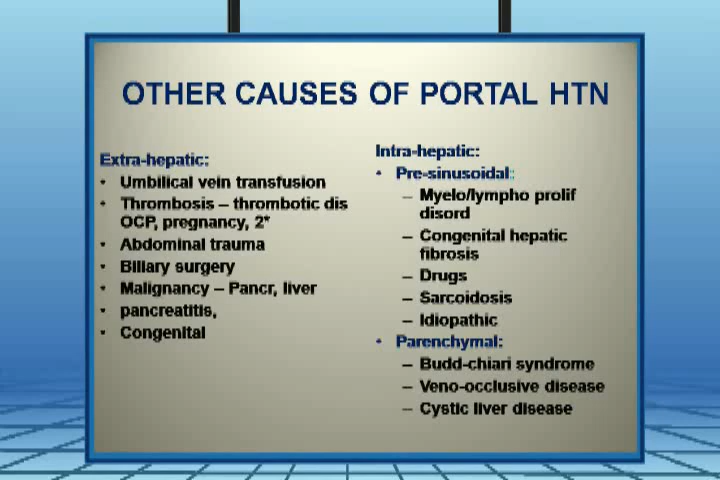 OTHER CAUSES OF PORTAL HTN
Extra-hepatic:
• Umbilical vein transfusion
• Thrombosis – thrombotic dis
OCP, pregnancy, 2*
• Abdominal trauma
• Biliary surgery
• Malignancy – Pancr, liver
• pancreatitis,
• Congenital
Intra-hepatic:
• Pre-sinusoidal:
– Myelo/lympho prolif
disord
– Congenital hepatic
fibrosis
– Drugs
– Sarcoidosis
– Idiopathic
• Parenchymal:
– Budd-chiari syndrome
– Veno-occlusive disease
– Cystic liver disease